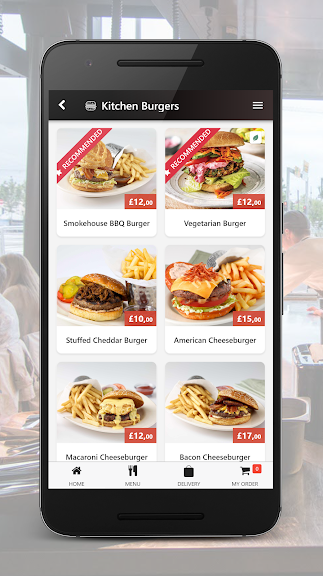 Kitchen Burgers
RECOMMENDED
£12,00
Smokehouse BBQ Burger
RECOMMENDED
£12,00
Vegetarian Burger
£10,00
Stuffed Cheddar Burger
£15,00
American Cheeseburger
£12,00
Macaroni Cheeseburger
£17,00
Bacon Cheeseburger
HOME
MENU
DELIVERY
0
MY ORDER